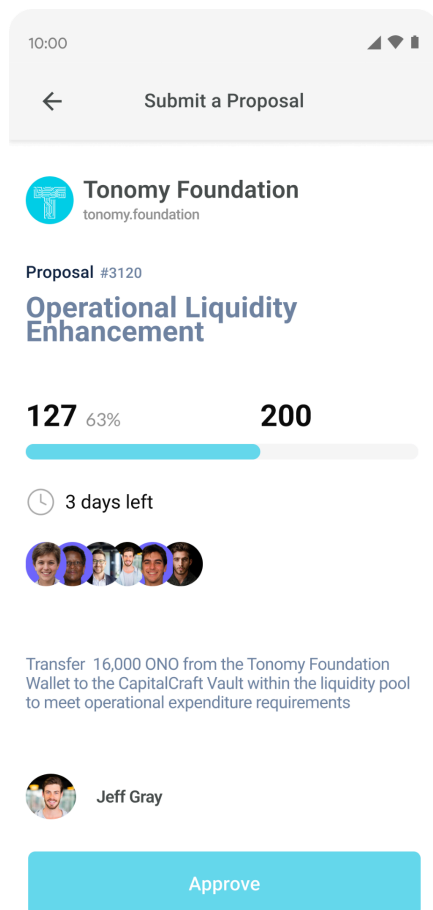 10:00
Submit a Proposal
Tonomy Foundation
tonomy.foundation
Proposal #3120
Operational Liquidity
Enhancement
127 63% 200
3 days left
Transfer 16,000 ONO from the Tonomy Foundation
Wallet to the CapitalCraft Vault within the liquidity pool
to meet operational expenditure requirements
Jeff Gray
Approve